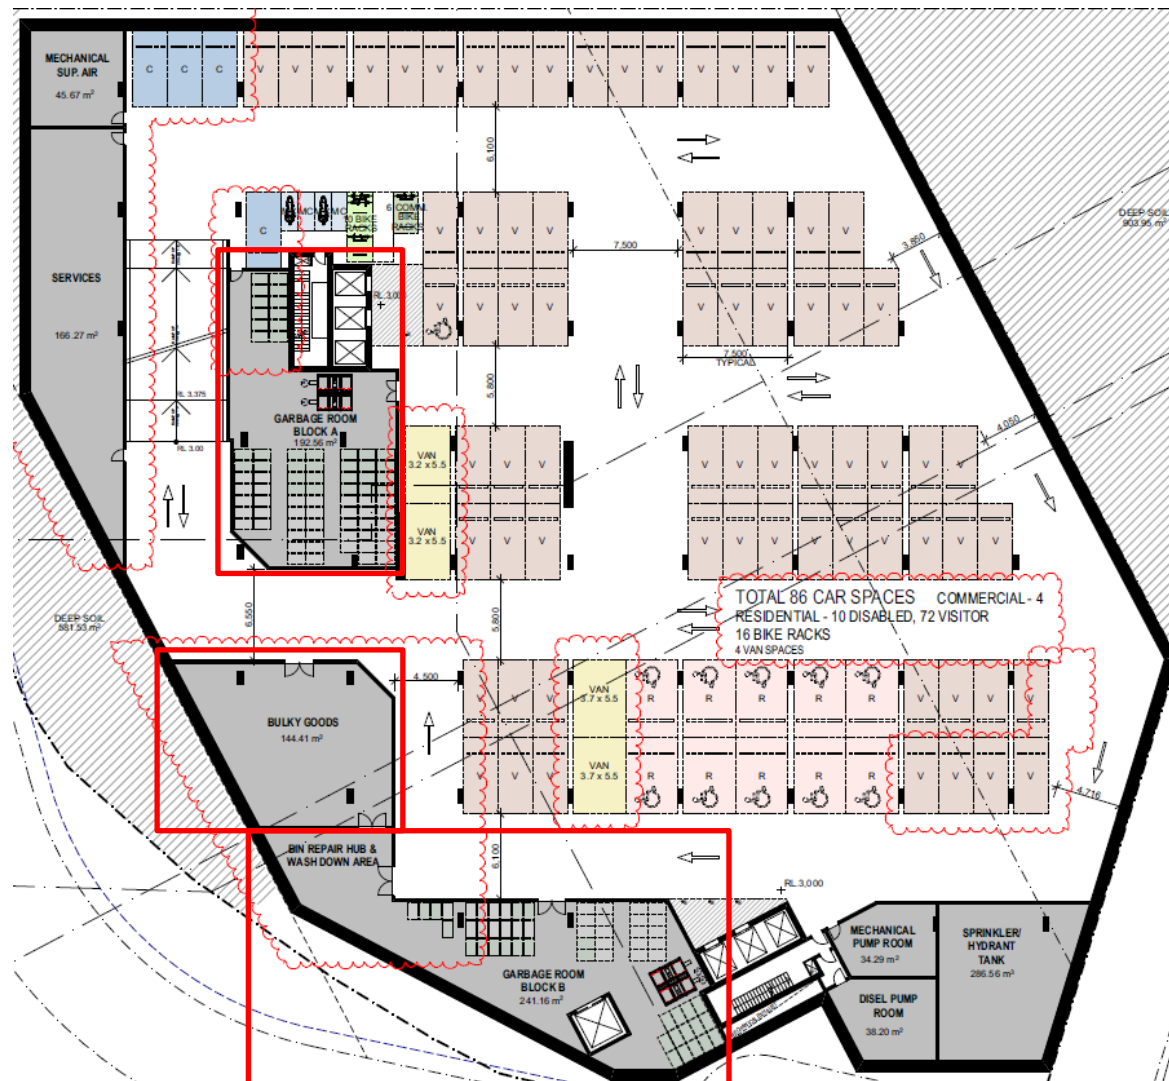 MECHANICAL
SUP. AIR
45.67 m²
C C C V V V V V V V V V V V V V V V V
6.100
SERVICES
166.27 m²
C
MC
MC
10 BIKE
RACKS
6 COMM.
BIKE
RACKS
V V V V V
V V V V V
7.500
3.850
DEEP SOIL
903.95 m²
RL 3,000
V V V V
V V V V V V
7.500
TYPICAL
5.800
RL 3.375
RL 3.00
GARBAGE ROOM
BLOCK A
192.56 m²
VAN
3.2 x 5.5
V V V
V V V V V V V V
4.050
VAN
3.2 x 5.5
V V V
V V V V V V V V V
DEEP SOIL
581.53 m²
6.550
5.800
TOTAL 86 CAR SPACES COMMERCIAL - 4
RESIDENTIAL - 10 DISABLED, 72 VISITOR
16 BIKE RACKS
4 VAN SPACES
4.500
BULKY GOODS
144.41 m²
V V V
VAN
3.7 x 5.5
R R R R R
V V V V
V V V
VAN
3.7 x 5.5
R R R R R
V V V V
4.716
BIN REPAIR HUB &
WASH DOWN AREA
6.100
RL 3,000
GARBAGE ROOM
BLOCK B
241.16 m²
MECHANICAL
PUMP ROOM
34.29 m²
SPRINKLER/
HYDRANT
TANK
286.56 m³
DISEL PUMP
ROOM
38.20 m²